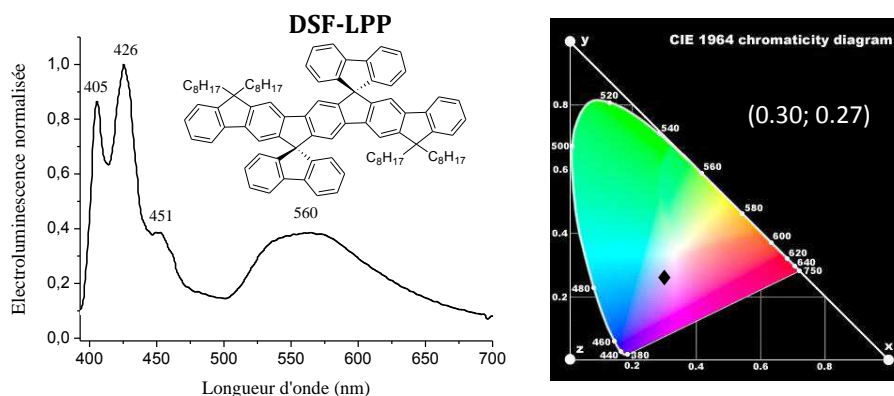 DSF-LPP
426
405
451
560
C₈H₁₇ C₈H₁₇
C₈H₁₇ C₈H₁₇
1,0
0,8
0,6
0,4
0,2
0,0
400 450 500 550 600 650 700
Electroluminescence normalisée
Longueur d'onde (nm)
y
CIE 1964 chromaticity diagram
(0.30; 0.27)
520
0.8
540
500
0.6
560
580
0.4
600
620
640
750
480
0.2
460
440 380
z
0.2 0.4 0.6 0.8
x